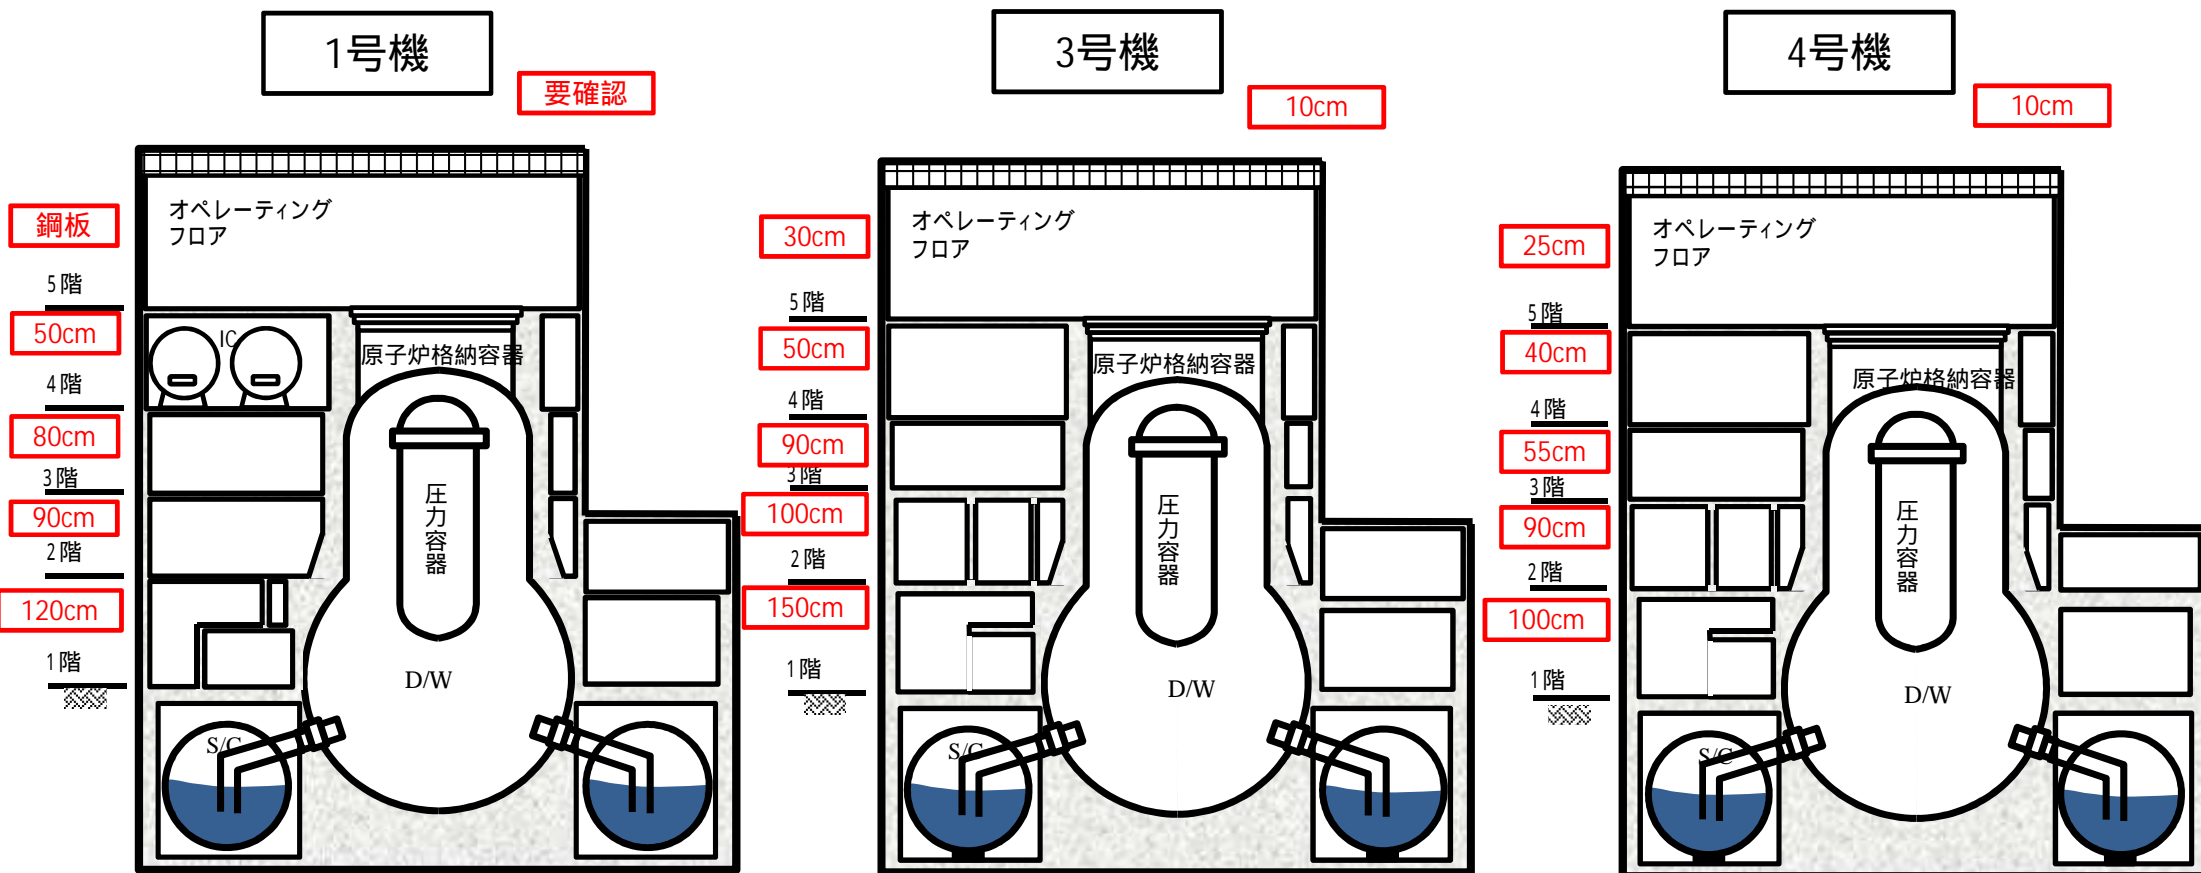 1号機
要確認
オペレーティング
フロア
鋼板
5階
50cm
IC
原子炉格納容器
4階
80cm
3階
90cm
圧力容器
2階
120cm
1階
D/W
S/C
3号機
10cm
オペレーティング
フロア
30cm
5階
50cm
原子炉格納容器
4階
90cm
3階
100cm
圧力容器
2階
150cm
1階
D/W
S/C
4号機
10cm
オペレーティング
フロア
25cm
5階
40cm
原子炉格納容器
4階
55cm
3階
90cm
圧力容器
2階
100cm
1階
D/W
S/C